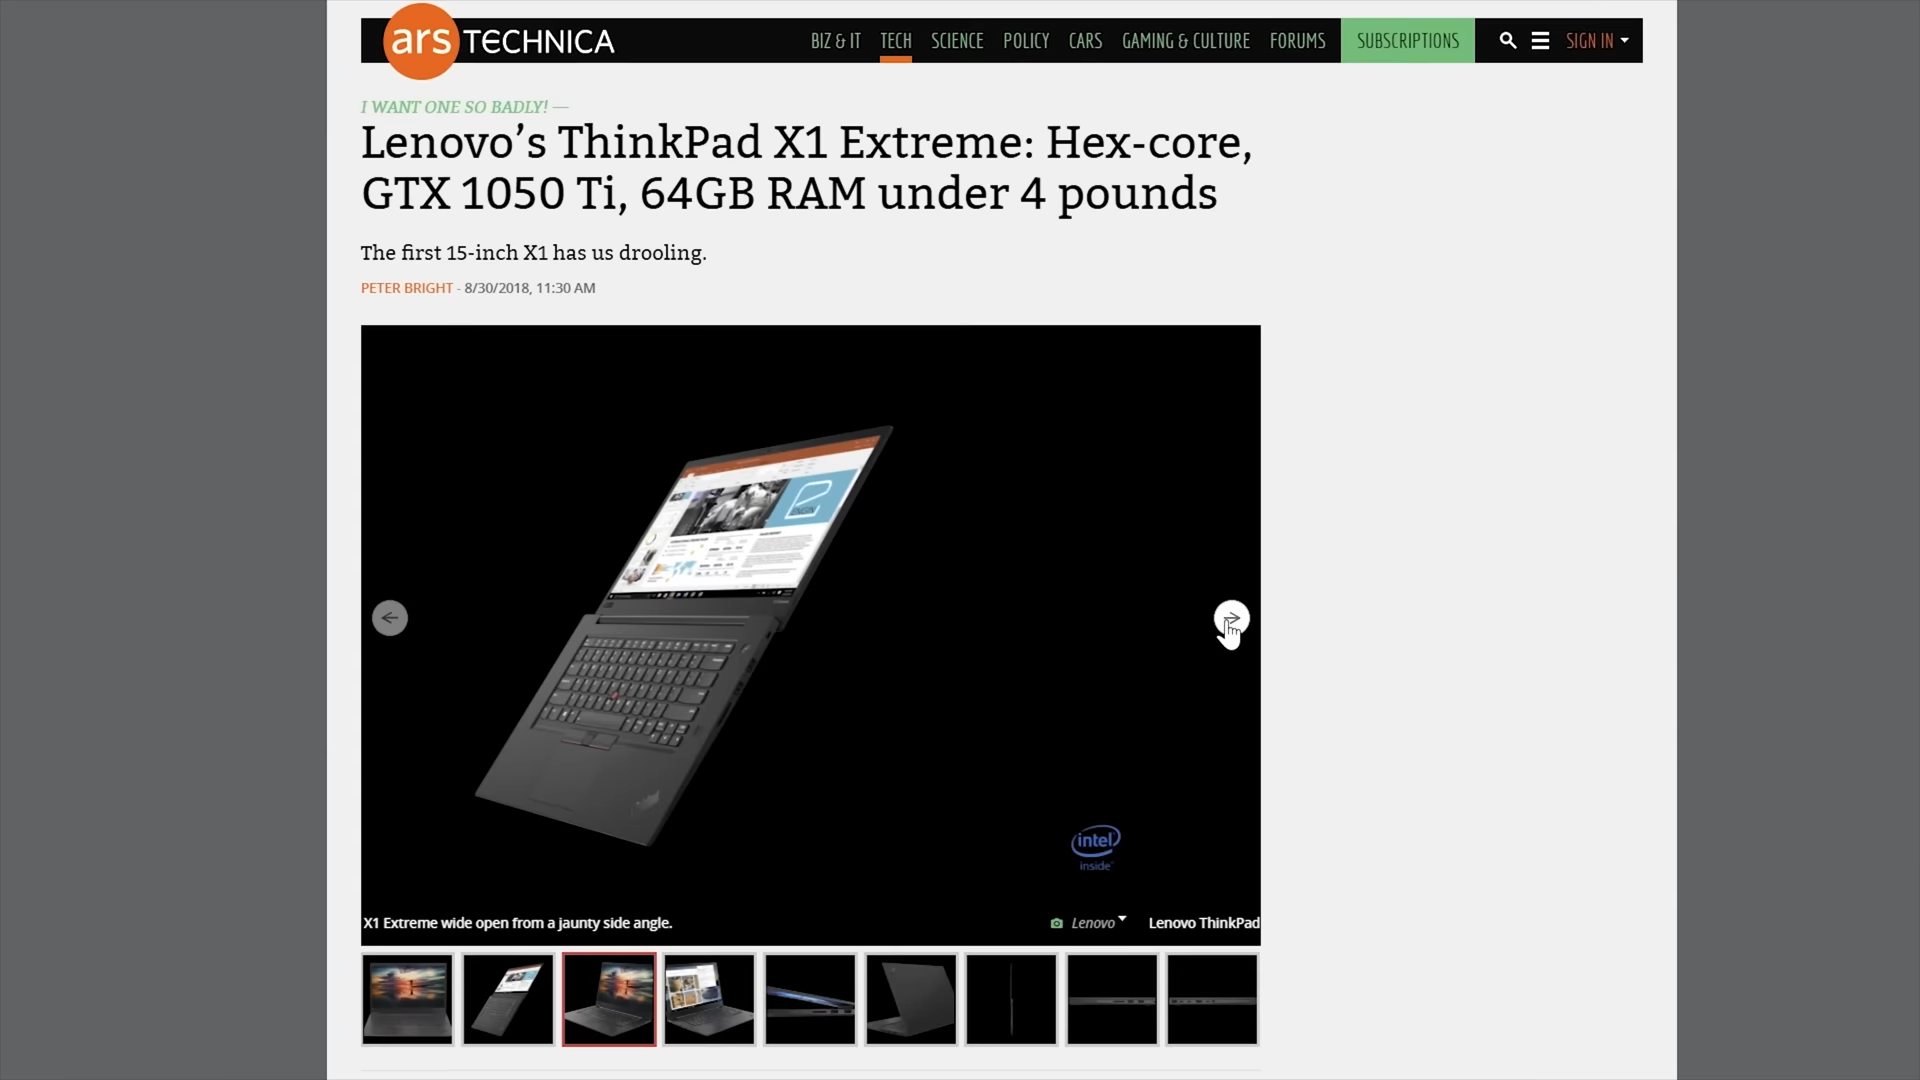 ars TECHNICA
BIZ & IT TECH SCIENCE POLICY CARS GAMING & CULTURE FORUMS SUBSCRIPTIONS SIGN IN
I WANT ONE SO BADLY! —
Lenovo’s ThinkPad X1 Extreme: Hex-core,
GTX 1050 Ti, 64GB RAM under 4 pounds
The first 15-inch X1 has us drooling.
PETER BRIGHT - 8/30/2018, 11:30 AM
intel
inside
X1 Extreme wide open from a jaunty side angle.
Lenovo
Lenovo ThinkPad